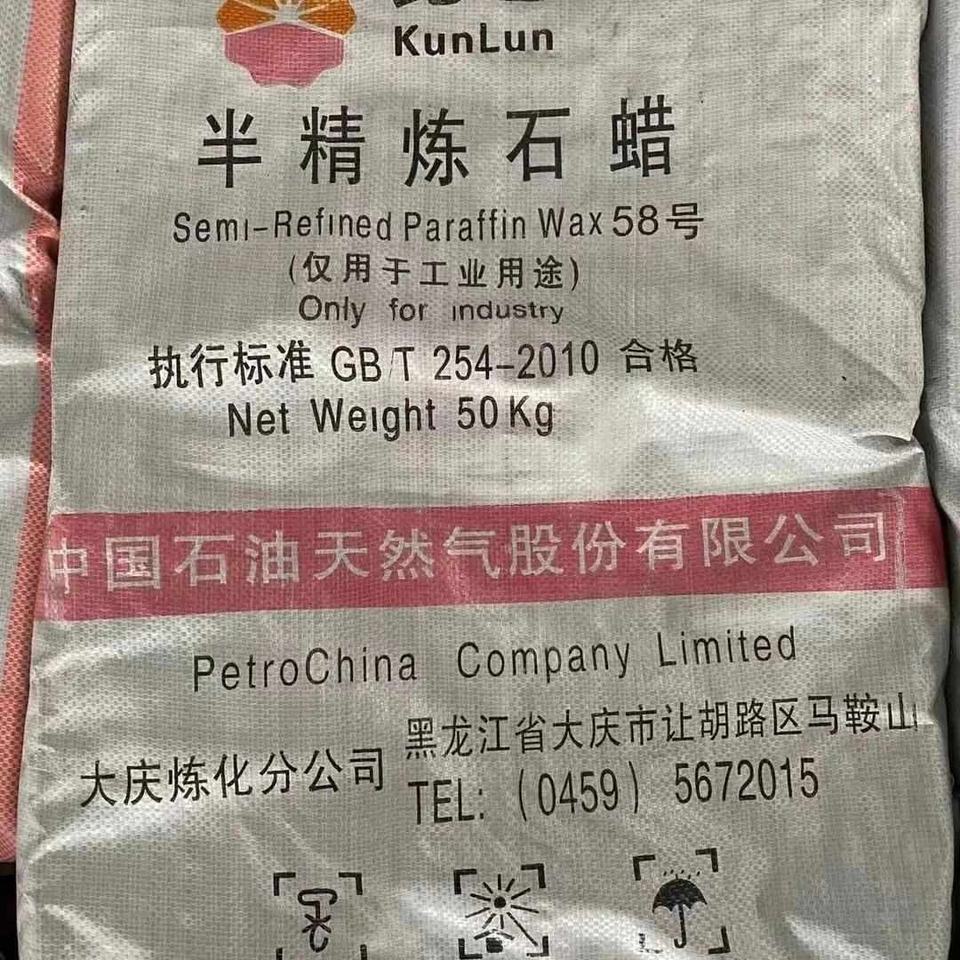 KunLun
半精炼石蜡
Semi-Refined Paraffin Wax 58号
(仅用于工业用途)
Only for industry
执行标准 GB/T 254-2010 合格
Net Weight 50Kg
中国石油天然气股份有限公司
PetroChina Company Limited
大庆炼化分公司
黑龙江省大庆市让胡路区马鞍山
TEL: (0459) 5672015